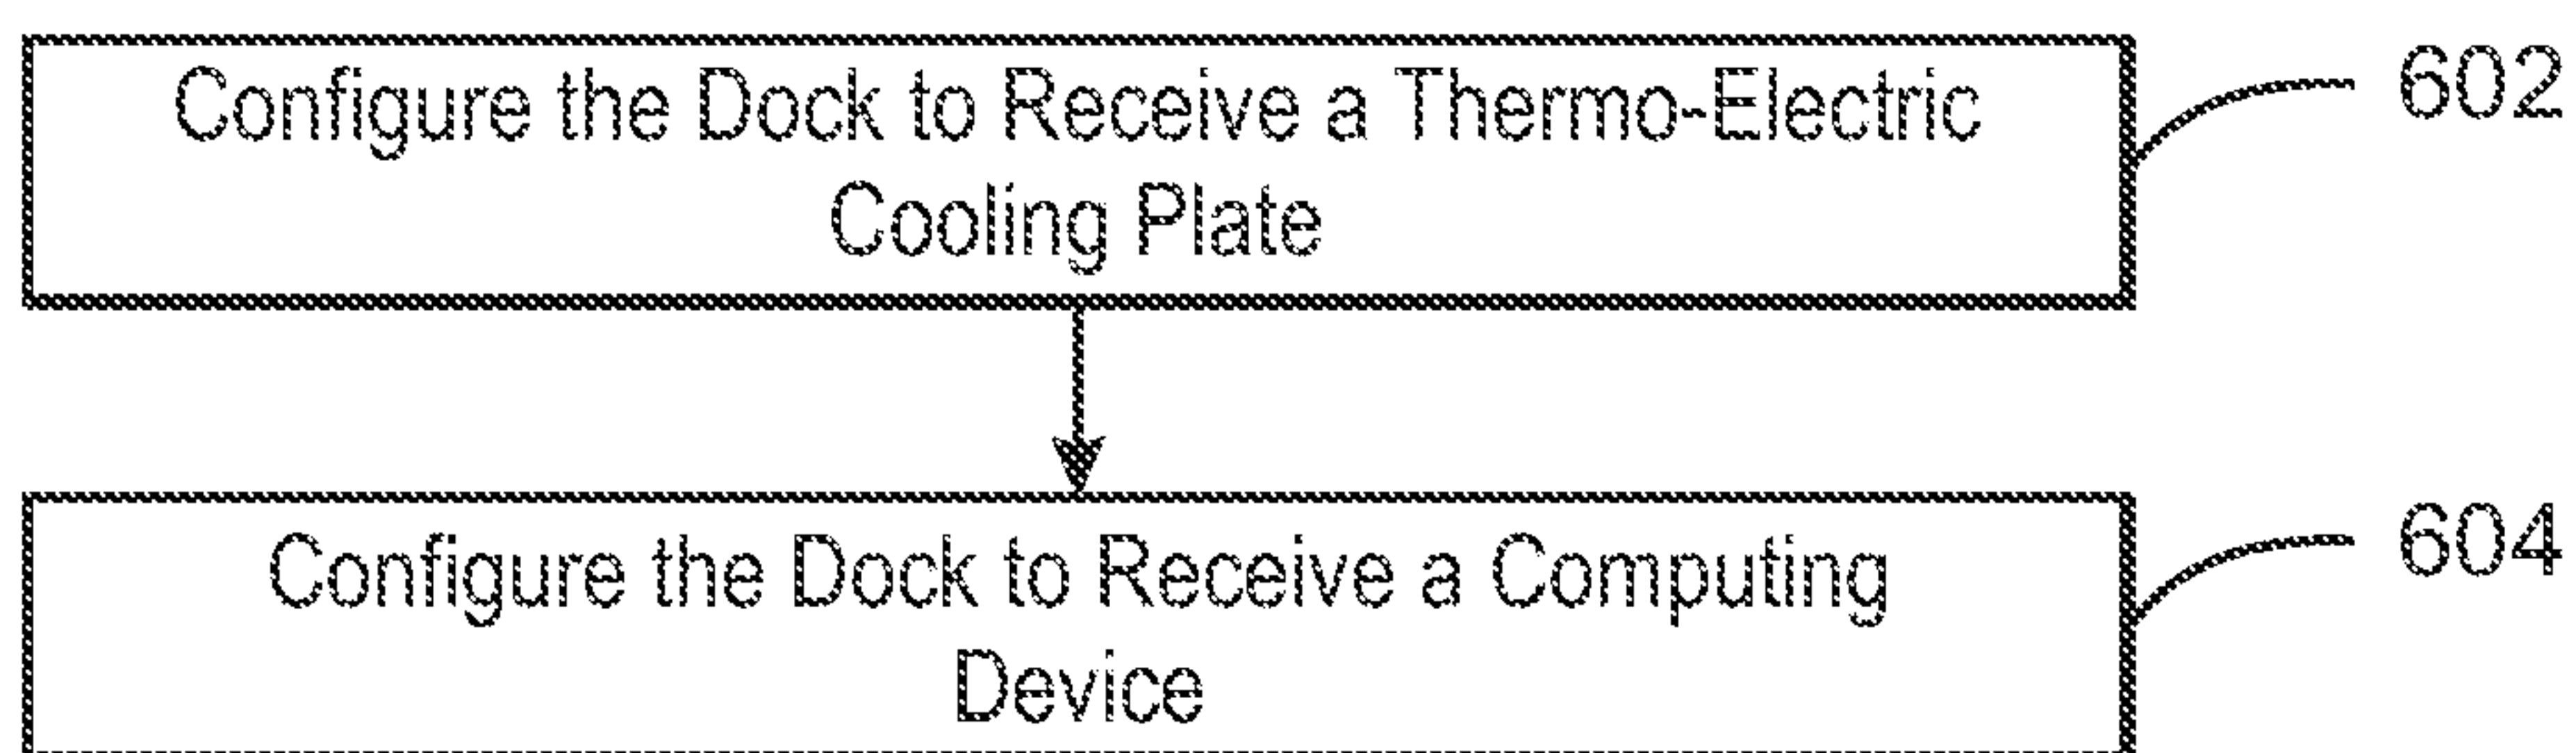 Configure the Dock to Receive a Thermo-Electric
Cooling Plate
602
Configure the Dock to Receive a Computing
Device
604